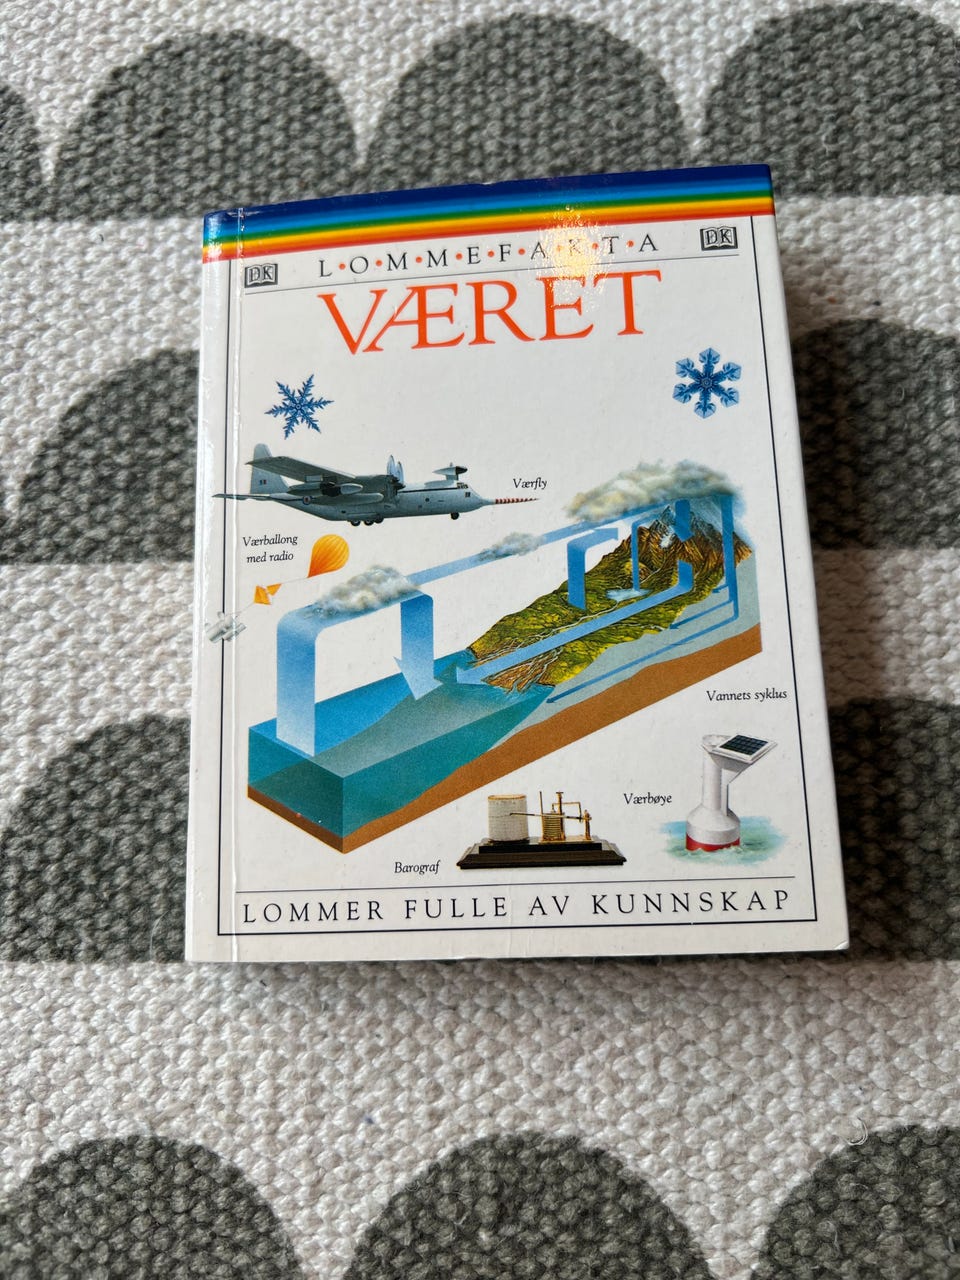 DK
L•O•M•M•E•F•A•K•T•A
DK
VÆRET
Værfly
Værballong
med radio
Vannets syklus
Værbøye
Barograf
LOMMER FULLE AV KUNNSKAP